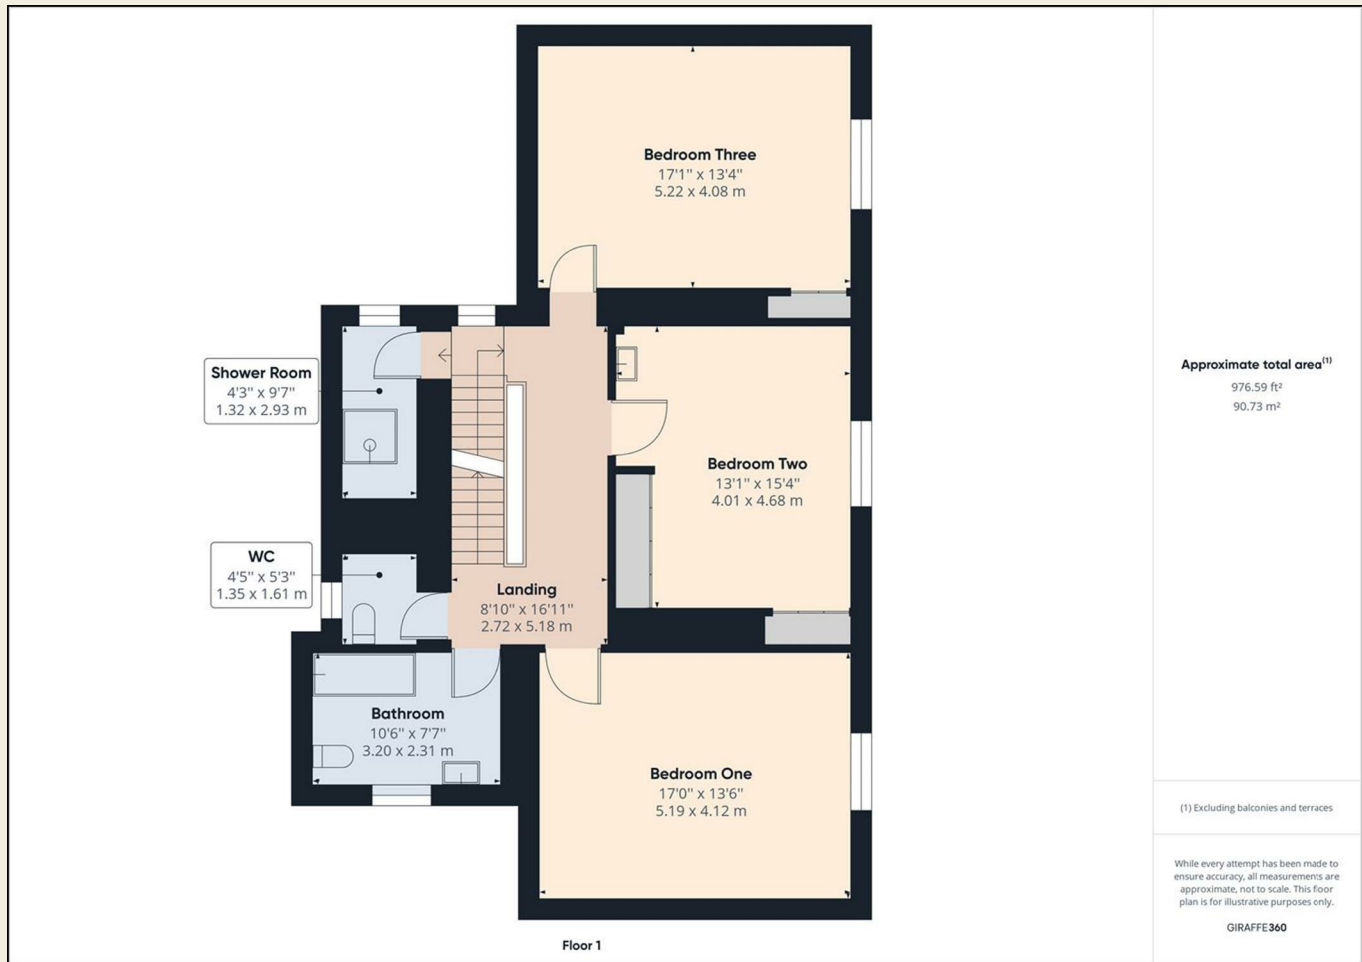 Bedroom Three
17'1" x 13'4"
5.22 x 4.08 m
Shower Room
4'3" x 9'7"
1.32 x 2.93 m
Bedroom Two
13'1" x 15'4"
4.01 x 4.68 m
WC
4'5" x 5'3"
1.35 x 1.61 m
Landing
8'10" x 16'11"
2.72 x 5.18 m
Bathroom
10'6" x 7'7"
3.20 x 2.31 m
Bedroom One
17'0" x 13'6"
5.19 x 4.12 m
Floor 1
Approximate total area⁽¹⁾
976.59 ft²
90.73 m²
(1) Excluding balconies and terraces
While every attempt has been made to
ensure accuracy, all measurements are
approximate, not to scale. This floor
plan is for illustrative purposes only.
GIRAFFE360